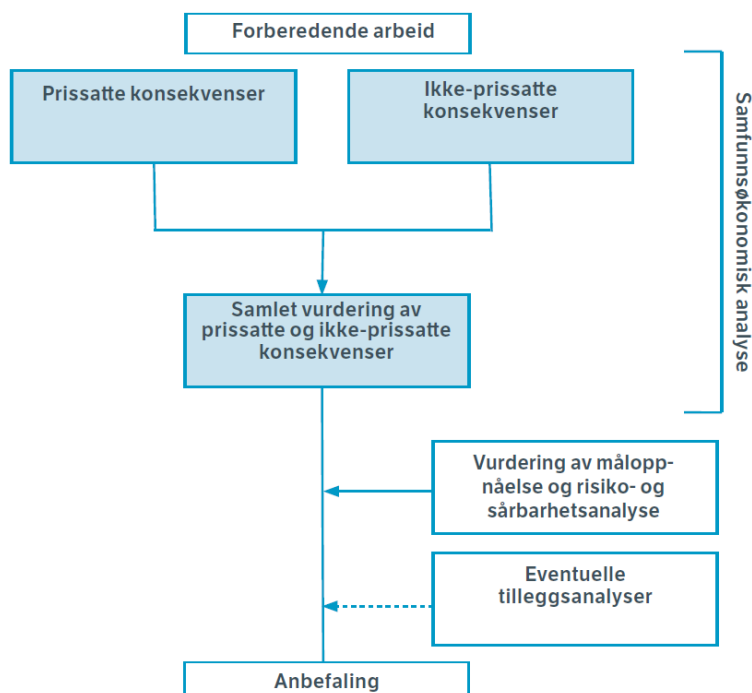 Forberedende arbeid
Prissatte konsekvenser
Ikke-prissatte
konsekvenser
Samfunnsøkonomisk analyse
Samlet vurdering av
prissatte og ikke-prissatte
konsekvenser
Vurdering av målopp-
nåelse og risiko- og
sårbarhetsanalyse
Eventuelle
tilleggsanalyser
Anbefaling